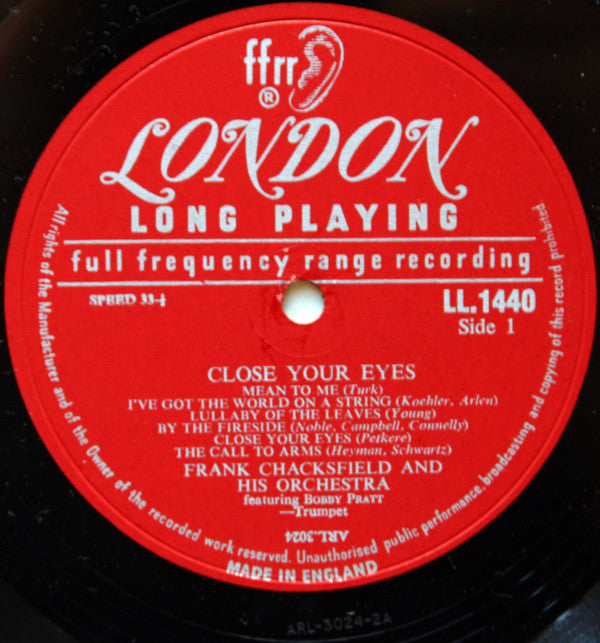 ffrr
®
LONDON
LONG PLAYING
full frequency range recording
SPEED 33⅓
LL.1440
Side 1
CLOSE YOUR EYES
MEAN TO ME (Turk)
I'VE GOT THE WORLD ON A STRING (Koehler, Arlen)
LULLABY OF THE LEAVES (Young)
BY THE FIRESIDE (Noble, Campbell, Connelly)
CLOSE YOUR EYES (Petkere)
THE CALL TO ARMS (Heyman, Schwartz)
FRANK CHACKSFIELD AND
HIS ORCHESTRA
featuring BOBBY PRATT
—Trumpet
ARL.3024
All rights of the Manufacturer and of the Owner of the recorded work reserved. Unauthorised public performance, broadcasting and copying of this record prohibited
MADE IN ENGLAND
ARL-3024-2A